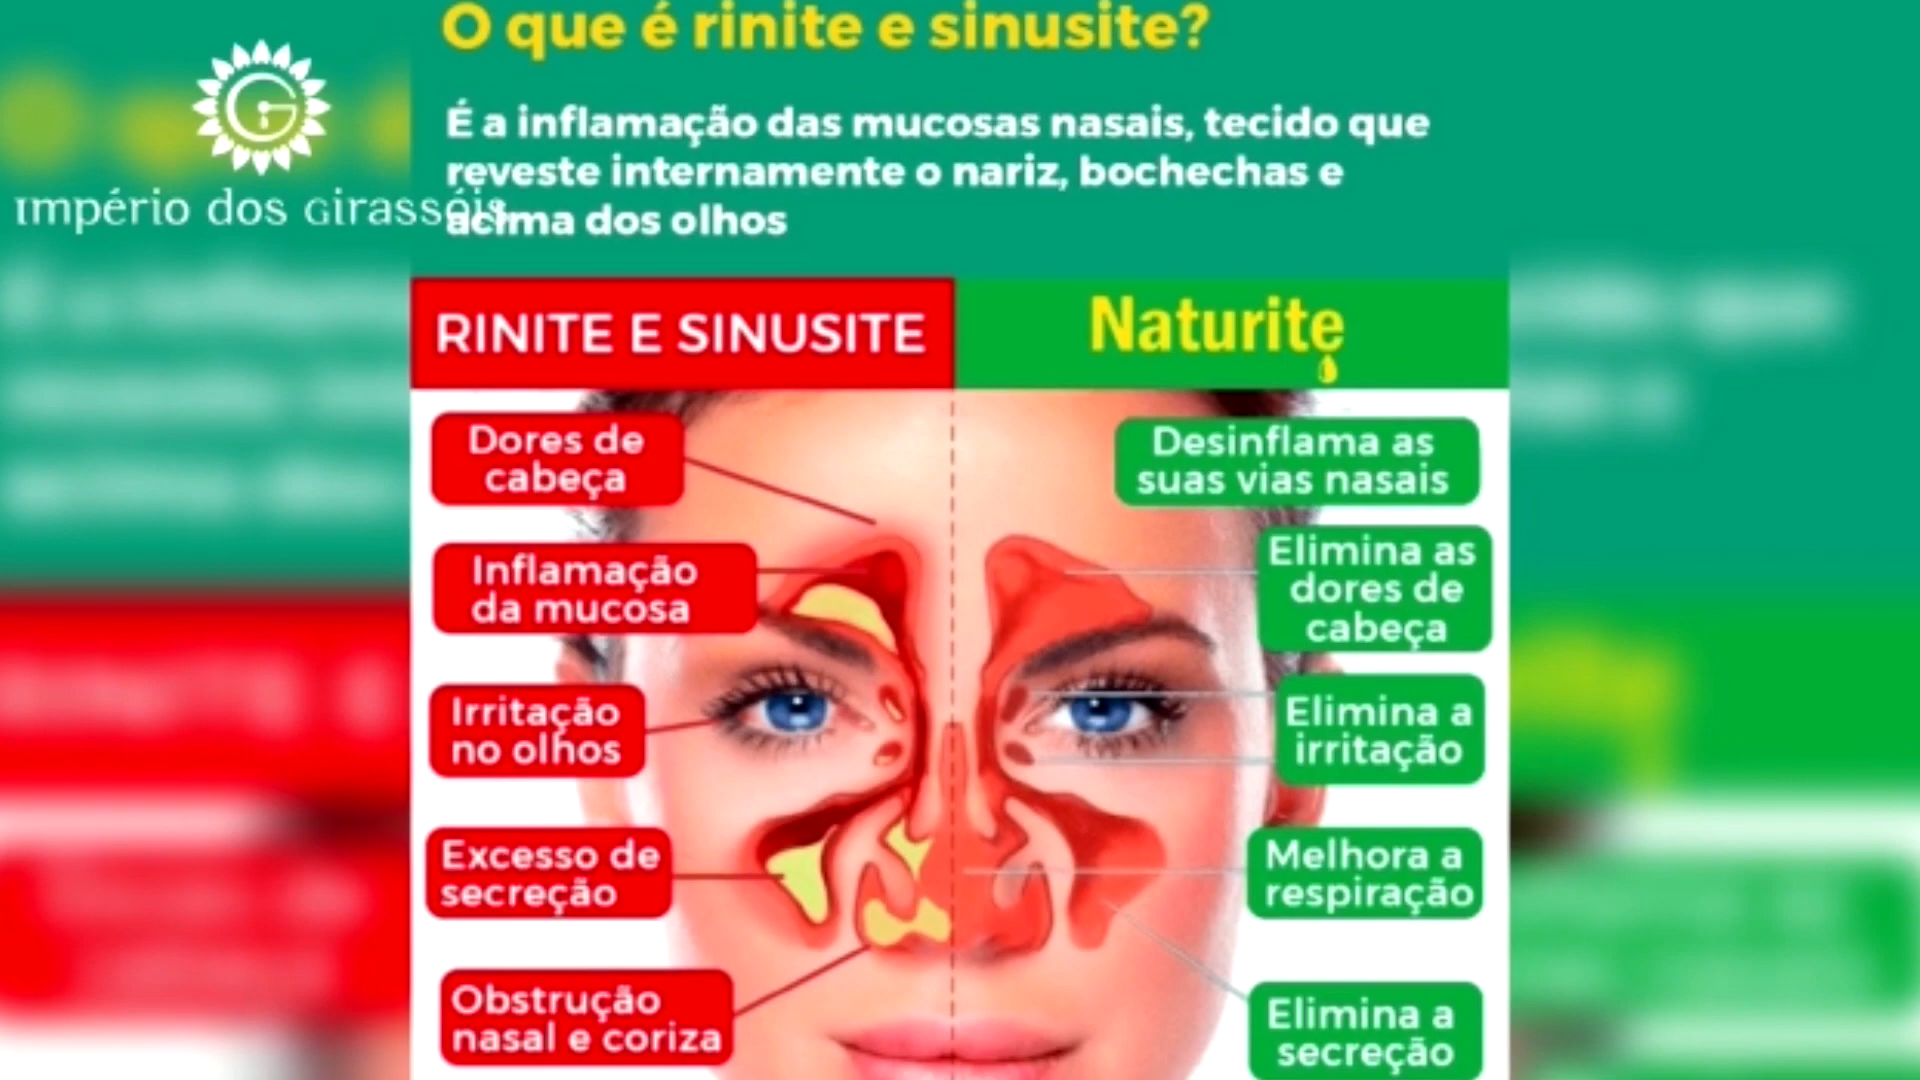 O que é rinite e sinusite?
É a inflamação das mucosas nasais, tecido que
reveste internamente o nariz, bochechas e
acima dos olhos
Império dos Girassóis
RINITE E SINUSITE
Naturite
Dores de
cabeça
Inflamação
da mucosa
Irritação
no olhos
Excesso de
secreção
Obstrução
nasal e coriza
Desinflama as
suas vias nasais
Elimina as
dores de
cabeça
Elimina a
irritação
Melhora a
respiração
Elimina a
secreção